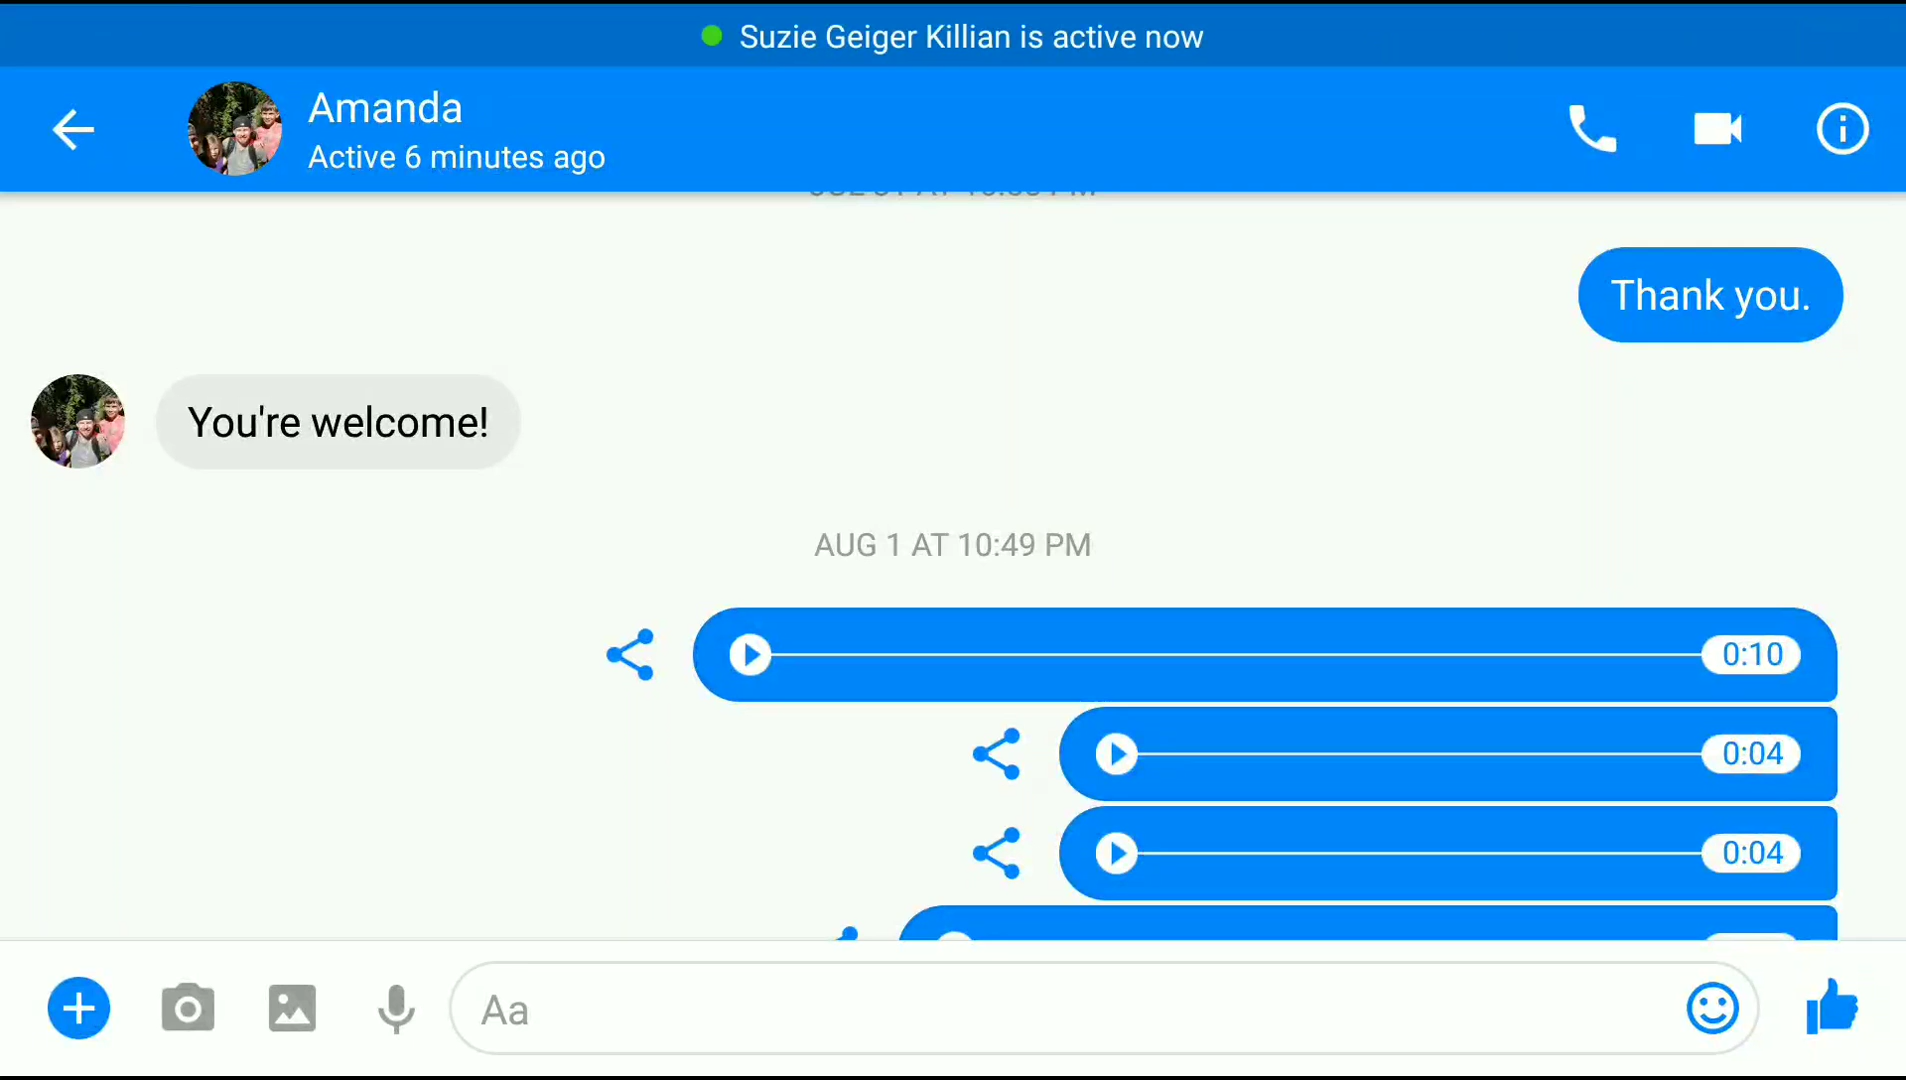 Suzie Geiger Killian is active now
Amanda
Active 6 minutes ago
Thank you.
You're welcome!
AUG 1 AT 10:49 PM
0:10
0:04
0:04
Aa